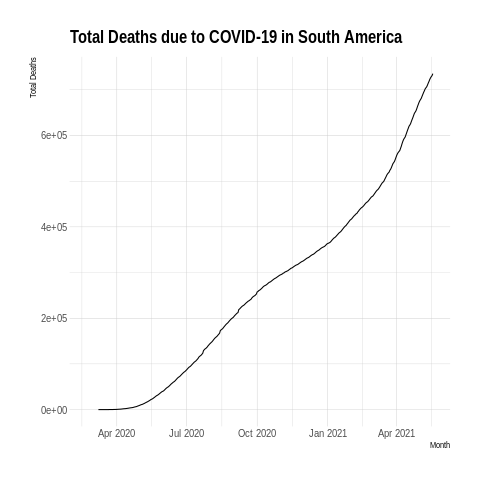 Total Deaths due to COVID-19 in South America
Total Deaths
6e+05
4e+05
2e+05
0e+00
Apr 2020 Jul 2020 Oct 2020 Jan 2021 Apr 2021
Month